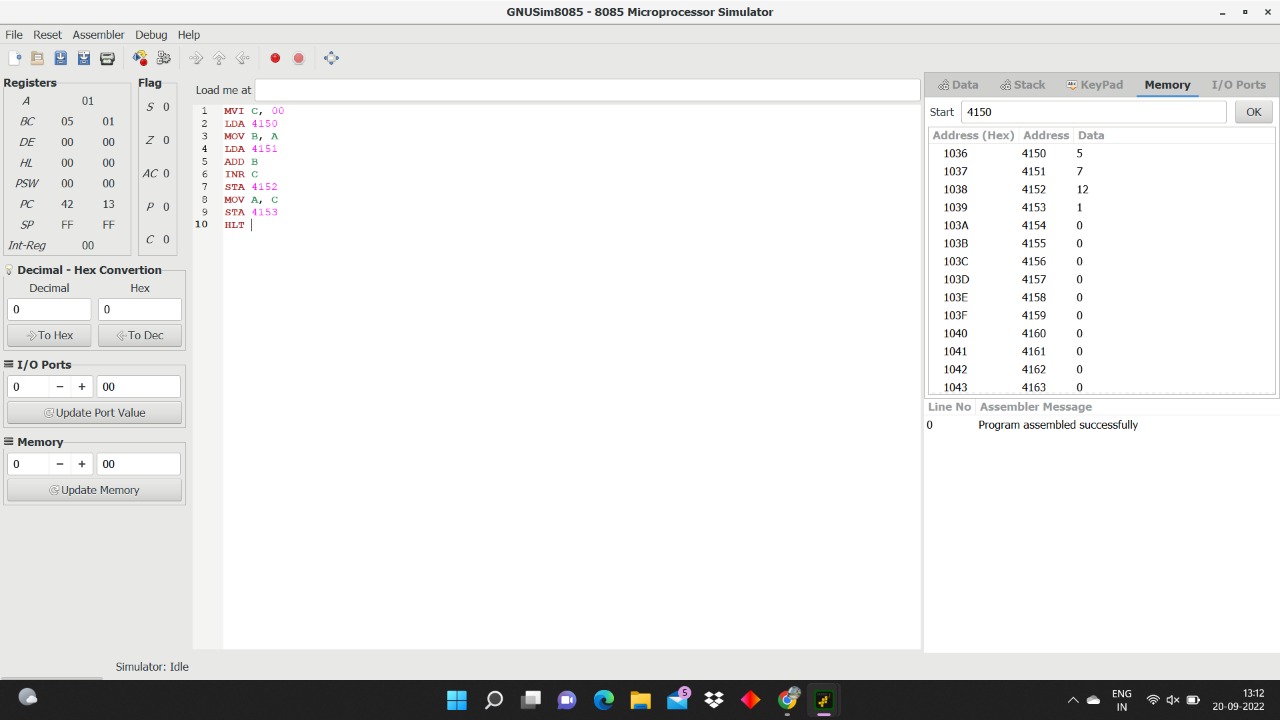 GNUSim8085 - 8085 Microprocessor Simulator
File Reset Assembler Debug Help
Registers
A 01
BC 05 01
DE 00 00
HL 00 00
PSW 00 00
PC 42 13
SP FF FF
Int-Reg 00
Flag
S 0
Z 0
AC 0
P 0
C 0
Decimal - Hex Convertion
Decimal Hex
0 0
To Hex To Dec
I/O Ports
0 − + 00
Update Port Value
Memory
0 − + 00
Update Memory
Load me at
1 MVI C, 00
2 LDA 4150
3 MOV B, A
4 LDA 4151
5 ADD B
6 INR C
7 STA 4152
8 MOV A, C
9 STA 4153
10 HLT
Data Stack KeyPad Memory I/O Ports
Start 4150 OK
Address (Hex) Address Data
1036 4150 5
1037 4151 7
1038 4152 12
1039 4153 1
103A 4154 0
103B 4155 0
103C 4156 0
103D 4157 0
103E 4158 0
103F 4159 0
1040 4160 0
1041 4161 0
1042 4162 0
1043 4163 0
Line No Assembler Message
0 Program assembled successfully
Simulator: Idle
5
ENG
IN
13:12
20-09-2022